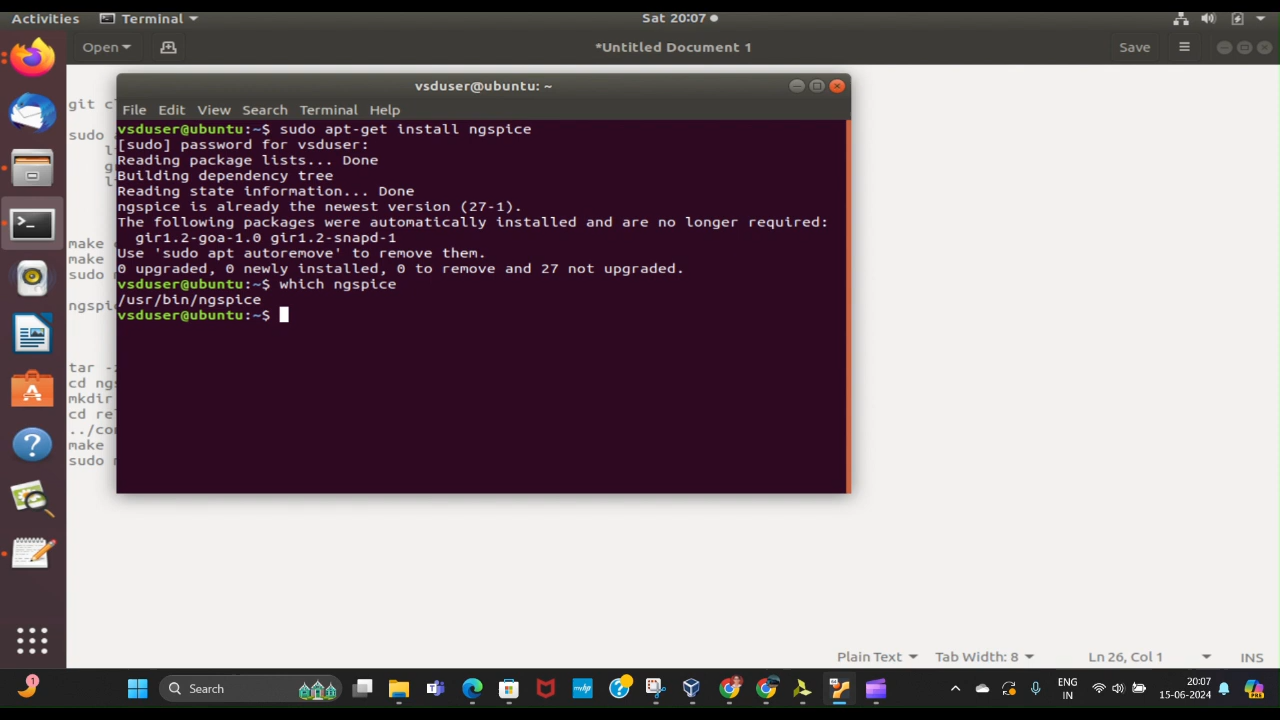 Activities Terminal Sat 20:07
Open *Untitled Document 1 Save
vsduser@ubuntu: ~
File Edit View Search Terminal Help
vsduser@ubuntu:~$ sudo apt-get install ngspice
[sudo] password for vsduser:
Reading package lists... Done
Building dependency tree
Reading state information... Done
ngspice is already the newest version (27-1).
The following packages were automatically installed and are no longer required:
gir1.2-goa-1.0 gir1.2-snapd-1
Use 'sudo apt autoremove' to remove them.
0 upgraded, 0 newly installed, 0 to remove and 27 not upgraded.
vsduser@ubuntu:~$ which ngspice
/usr/bin/ngspice
vsduser@ubuntu:~$
git cl
sudo
make
make
sudo
ngspi
tar -z
cd ngs
mkdir
cd rel
../con
make
sudo
Plain Text Tab Width: 8 Ln 26, Col 1 INS
1 Search ENG 20:07
IN 15-06-2024